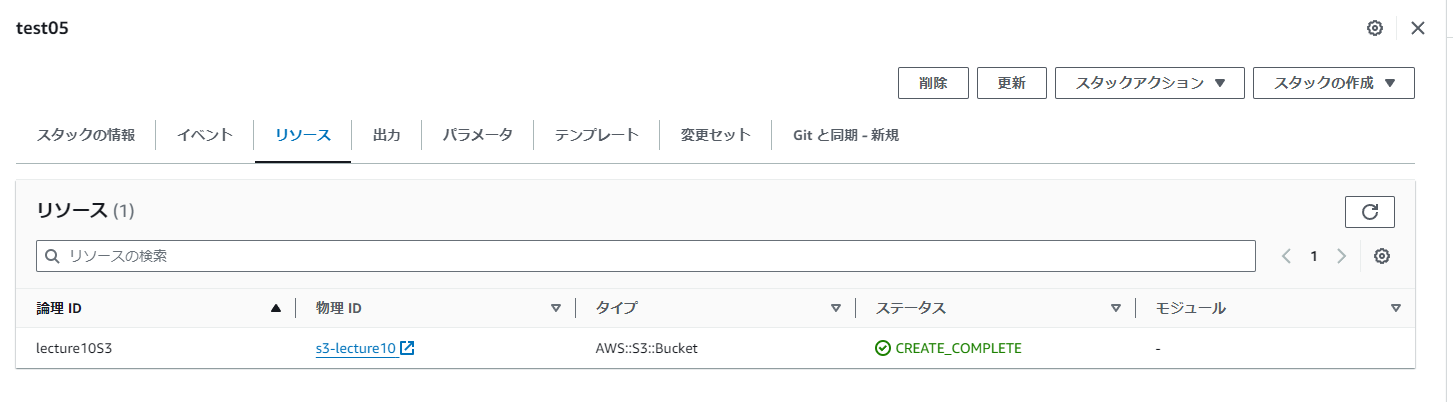 test05
削除 更新 スタックアクション スタックの作成
スタックの情報 イベント リソース 出力 パラメータ テンプレート 変更セット Git と同期 - 新規
リソース (1)
リソースの検索 1
論理 ID 物理 ID タイプ ステータス モジュール
lecture10S3 s3-lecture10 AWS::S3::Bucket CREATE_COMPLETE -